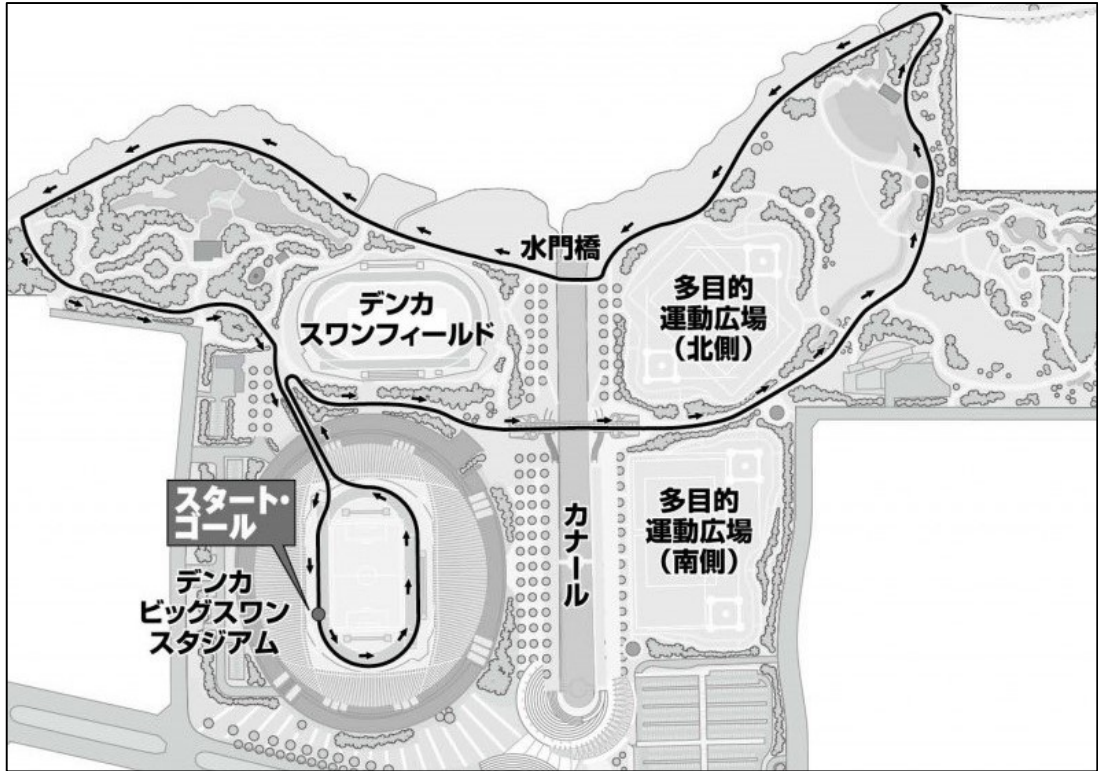 水門橋
デンカ
スワンフィールド
多目的
運動広場
(北側)
スタート・
ゴール
デンカ
ビッグスワン
スタジアム
カナール
多目的
運動広場
(南側)